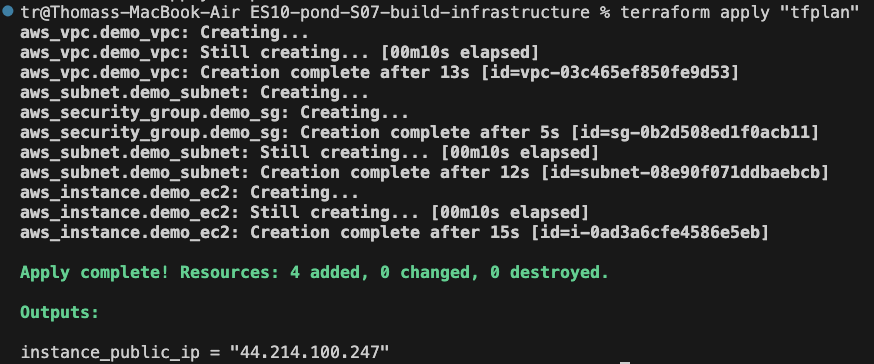 tr@Thomass-MacBook-Air ES10-pond-S07-build-infrastructure % terraform apply "tfplan"
aws_vpc.demo_vpc: Creating...
aws_vpc.demo_vpc: Still creating... [00m10s elapsed]
aws_vpc.demo_vpc: Creation complete after 13s [id=vpc-03c465ef850fe9d53]
aws_subnet.demo_subnet: Creating...
aws_security_group.demo_sg: Creating...
aws_security_group.demo_sg: Creation complete after 5s [id=sg-0b2d508ed1f0acb11]
aws_subnet.demo_subnet: Still creating... [00m10s elapsed]
aws_subnet.demo_subnet: Creation complete after 12s [id=subnet-08e90f071ddbaebcb]
aws_instance.demo_ec2: Creating...
aws_instance.demo_ec2: Still creating... [00m10s elapsed]
aws_instance.demo_ec2: Creation complete after 15s [id=i-0ad3a6cfe4586e5eb]
Apply complete! Resources: 4 added, 0 changed, 0 destroyed.
Outputs:
instance_public_ip = "44.214.100.247"